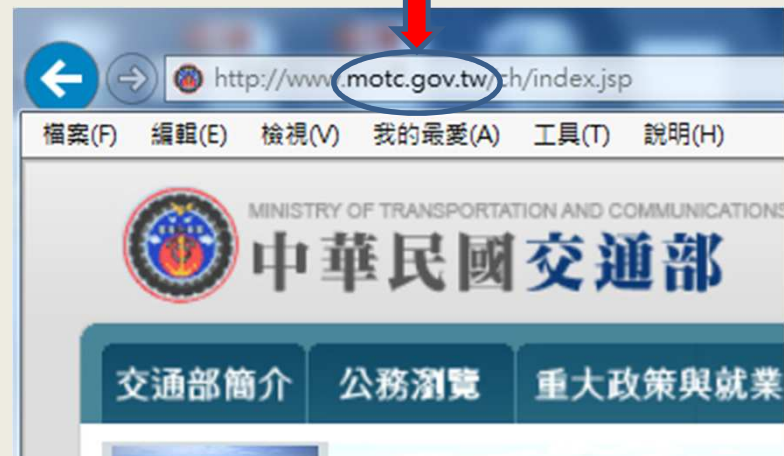 http://www.motc.gov.tw/ch/index.jsp
檔案(F) 編輯(E) 檢視(V) 我的最愛(A) 工具(T) 說明(H)
MINISTRY OF TRANSPORTATION AND COMMUNICATIONS
中華民國交通部
交通部簡介 公務瀏覽 重大政策與就業